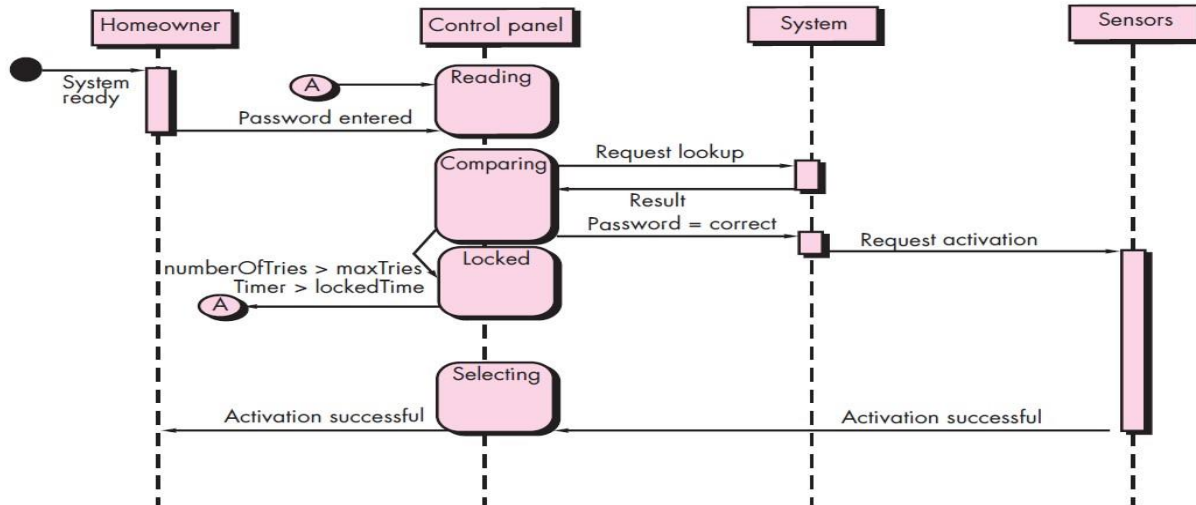 Homeowner
Control panel
System
Sensors
System
ready
A
Reading
Password entered
Comparing
Request lookup
Result
Password = correct
Request activation
Locked
numberOfTries > maxTries
Timer > lockedTime
A
Selecting
Activation successful
Activation successful